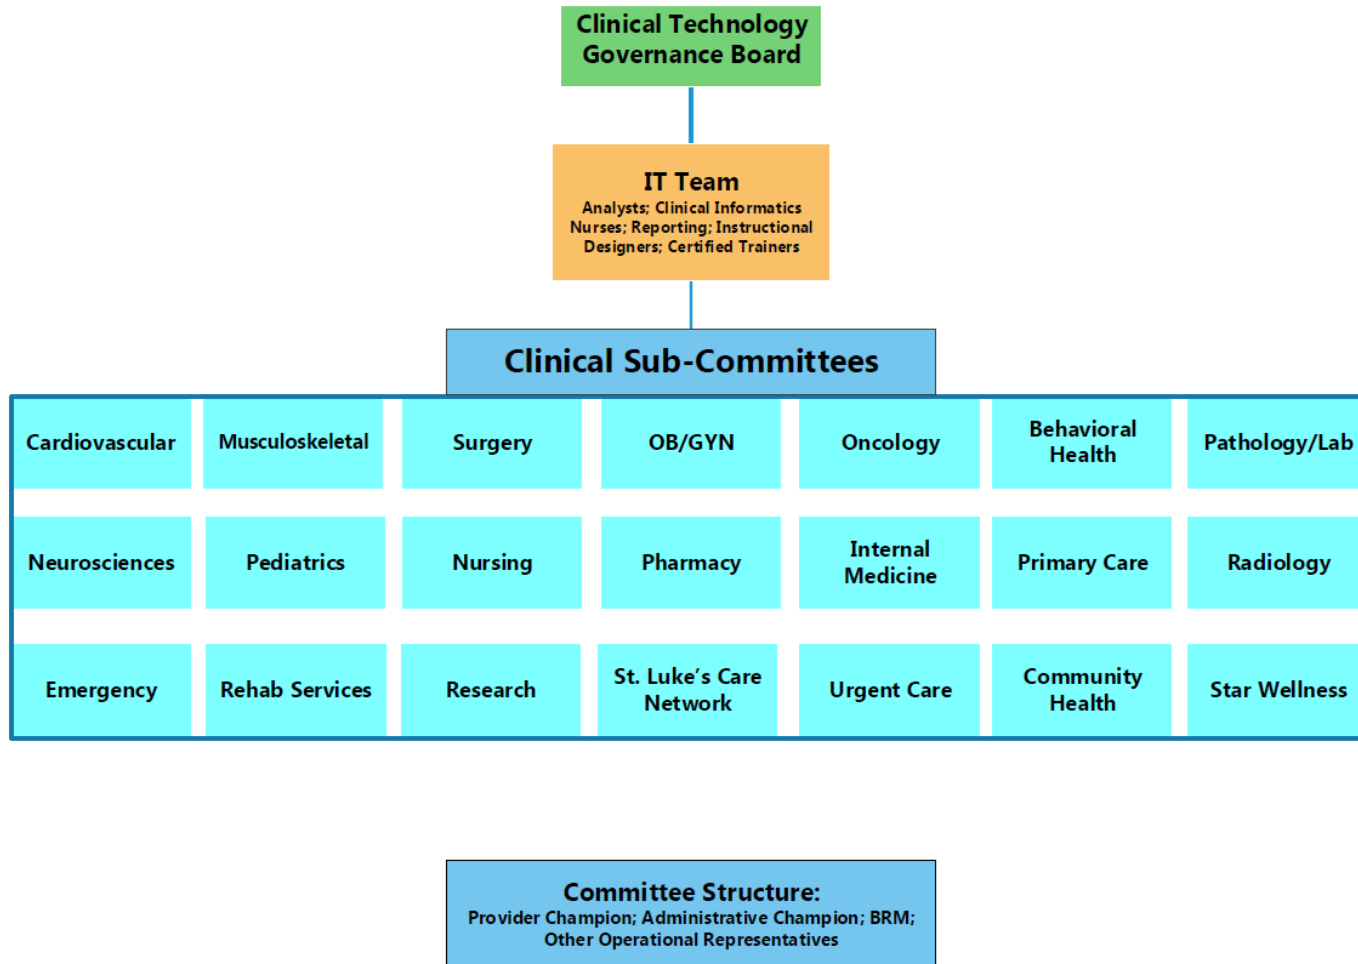 Clinical Technology
Governance Board
IT Team
Analysts; Clinical Informatics
Nurses; Reporting; Instructional
Designers; Certified Trainers
Clinical Sub-Committees
Cardiovascular
Musculoskeletal
Surgery
OB/GYN
Oncology
Behavioral
Health
Pathology/Lab
Neurosciences
Pediatrics
Nursing
Pharmacy
Internal
Medicine
Primary Care
Radiology
Emergency
Rehab Services
Research
St. Luke’s Care
Network
Urgent Care
Community
Health
Star Wellness
Committee Structure:
Provider Champion; Administrative Champion; BRM;
Other Operational Representatives